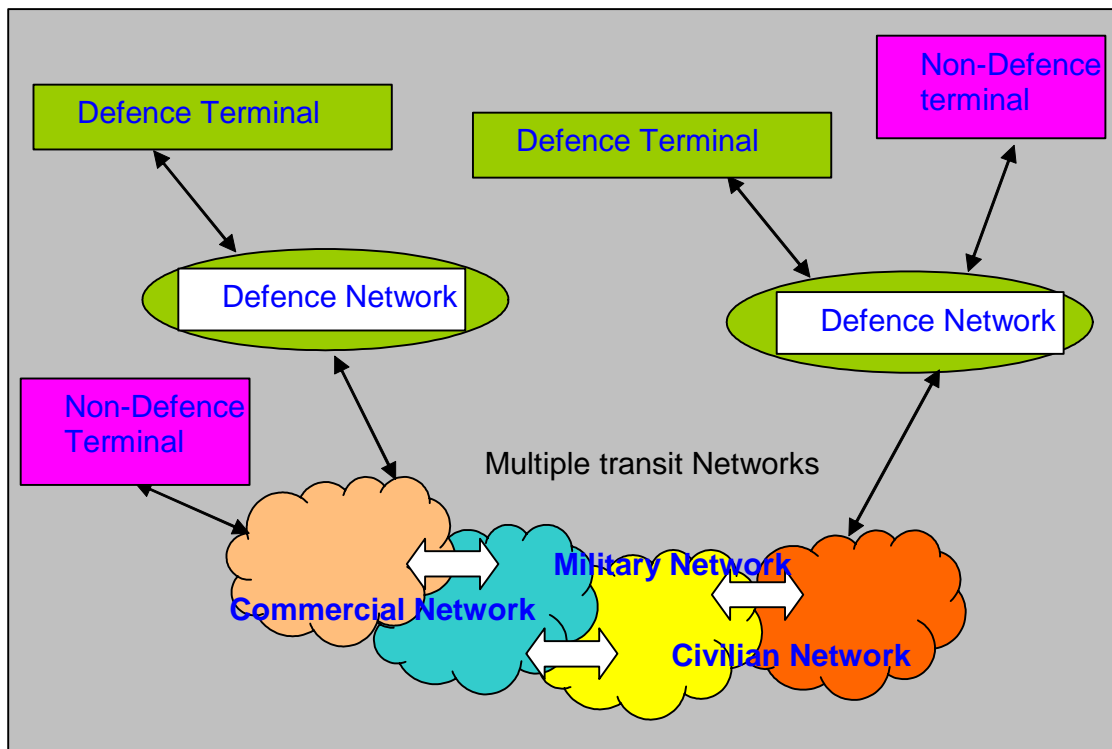 Non-Defence
terminal
Defence Terminal
Defence Terminal
Defence Network
Defence Network
Non-Defence
Terminal
Multiple transit Networks
Military Network
Commercial Network
Civilian Network